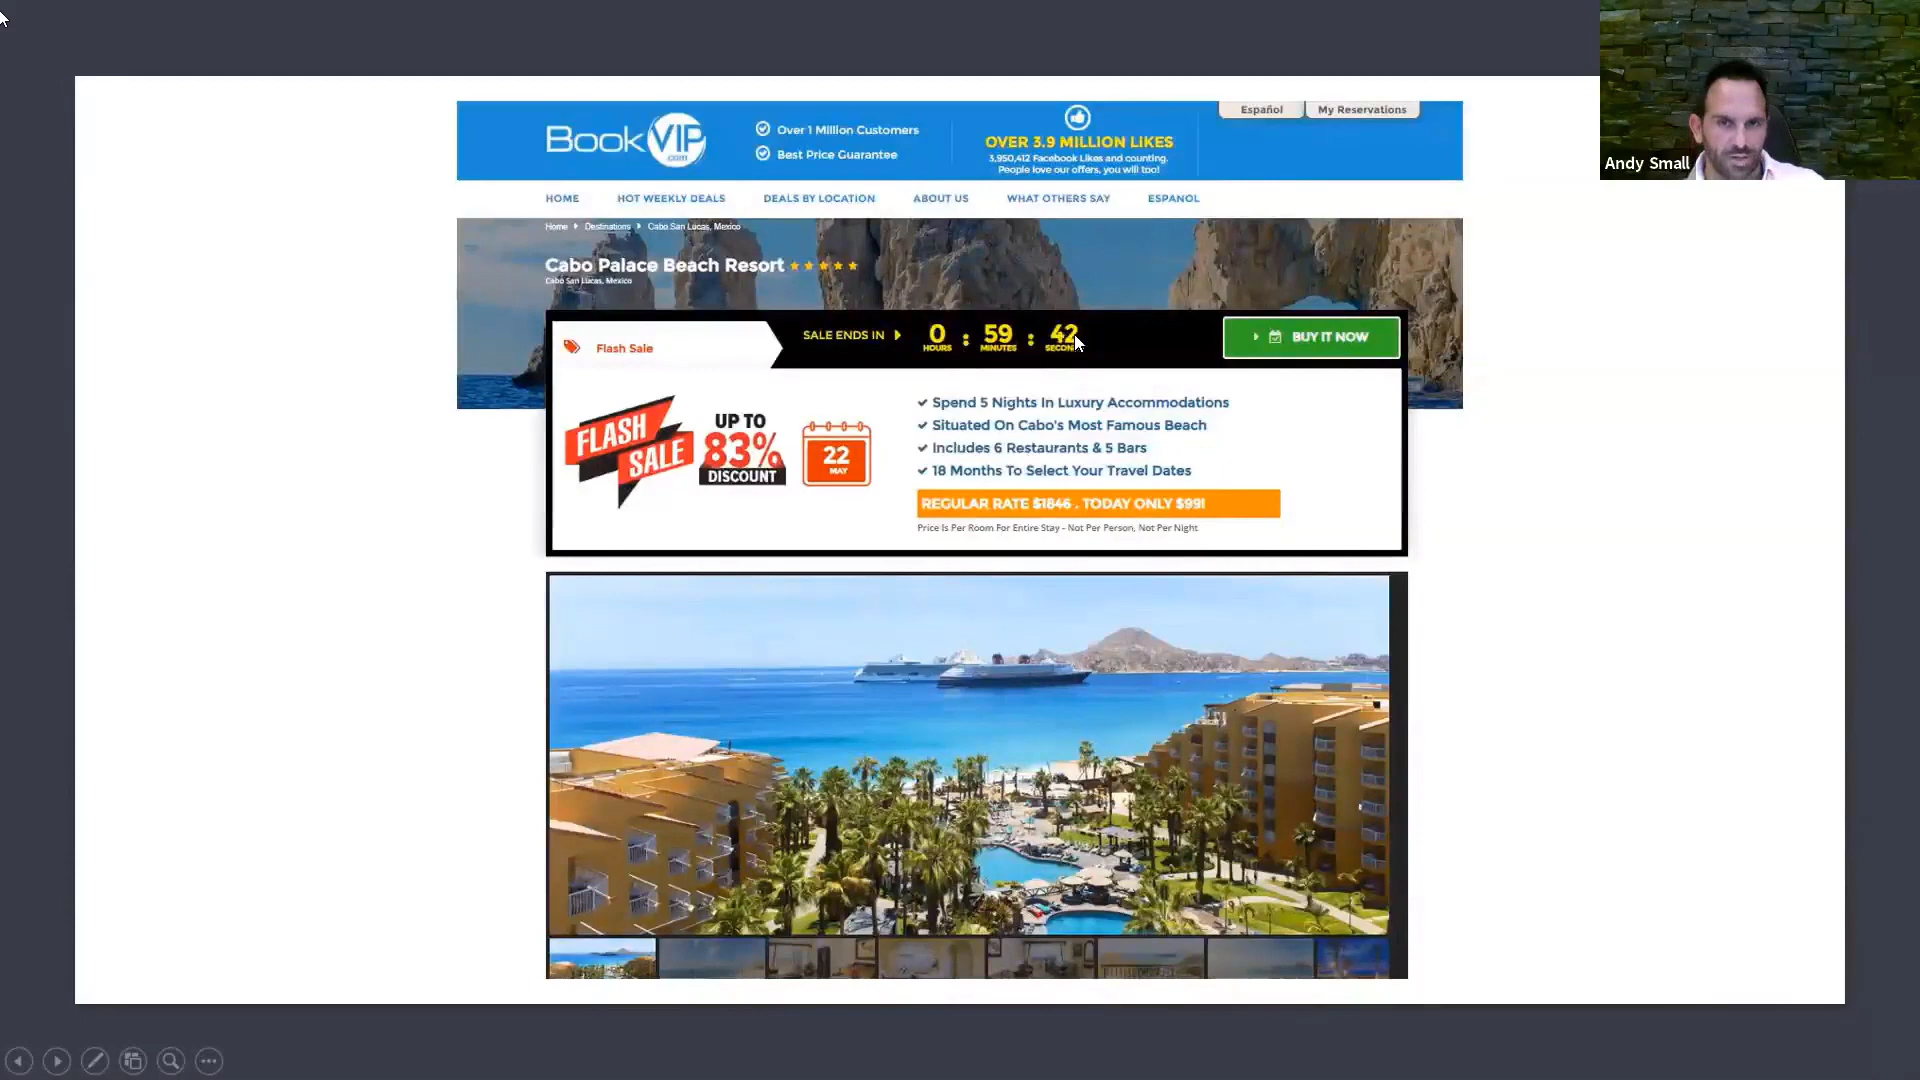 Andy Small
Español
My Reservations
BookVIP
.com
Over 1 Million Customers
Best Price Guarantee
OVER 3.9 MILLION LIKES
3,950,412 Facebook Likes and counting.
People love our offers, you will too!
HOME
HOT WEEKLY DEALS
DEALS BY LOCATION
ABOUT US
WHAT OTHERS SAY
ESPANOL
Home
Destinations
Cabo San Lucas, Mexico
Cabo Palace Beach Resort
Cabo San Lucas, Mexico
Flash Sale
SALE ENDS IN
0 : 59 : 42
HOURS MINUTES
BUY IT NOW
FLASH
SALE
UP TO
83%
DISCOUNT
22
MAY
Spend 5 Nights In Luxury Accommodations
Situated On Cabo's Most Famous Beach
Includes 6 Restaurants & 5 Bars
18 Months To Select Your Travel Dates
REGULAR RATE $1846 . TODAY ONLY $99!
Price Is Per Room For Entire Stay - Not Per Person, Not Per Night